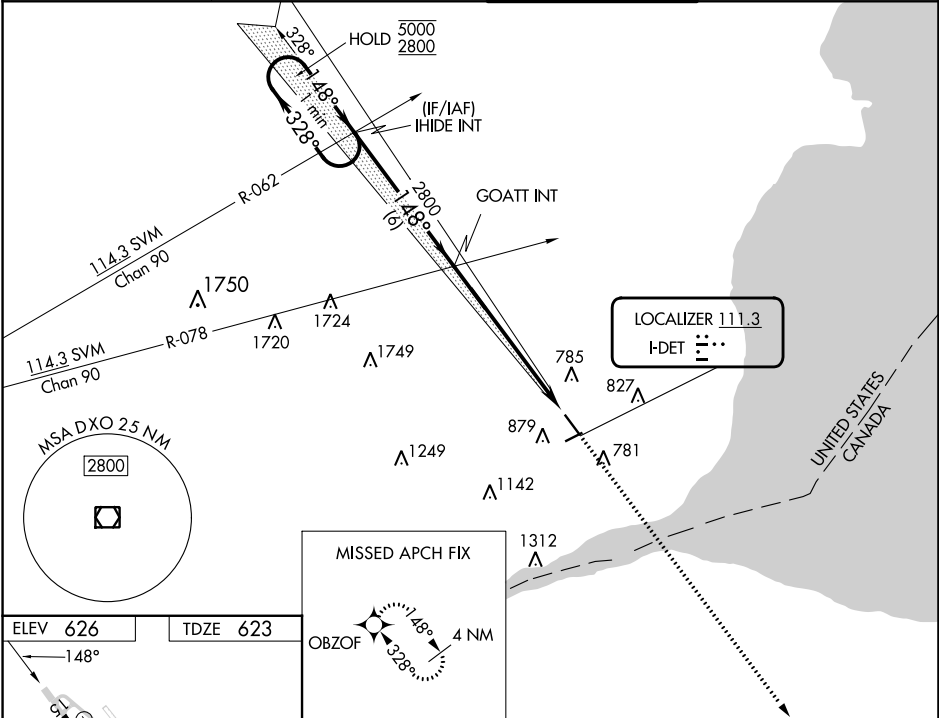 HOLD 5000
2800
328°
148°
1 min
328°
(IF/IAF)
IHIDE INT
R-062
2800
148°
(6)
GOATT INT
114.3 SVM
Chan 90
1750
R-078
1724
1720
114.3 SVM
Chan 90
1749
LOCALIZER 111.3
I-DET
785
827
879
781
UNITED STATES
CANADA
MSA DXO 25 NM
2800
1249
1142
1312
MISSED APCH FIX
OBZOF
148°
328°
4 NM
ELEV 626
TDZE 623
148°